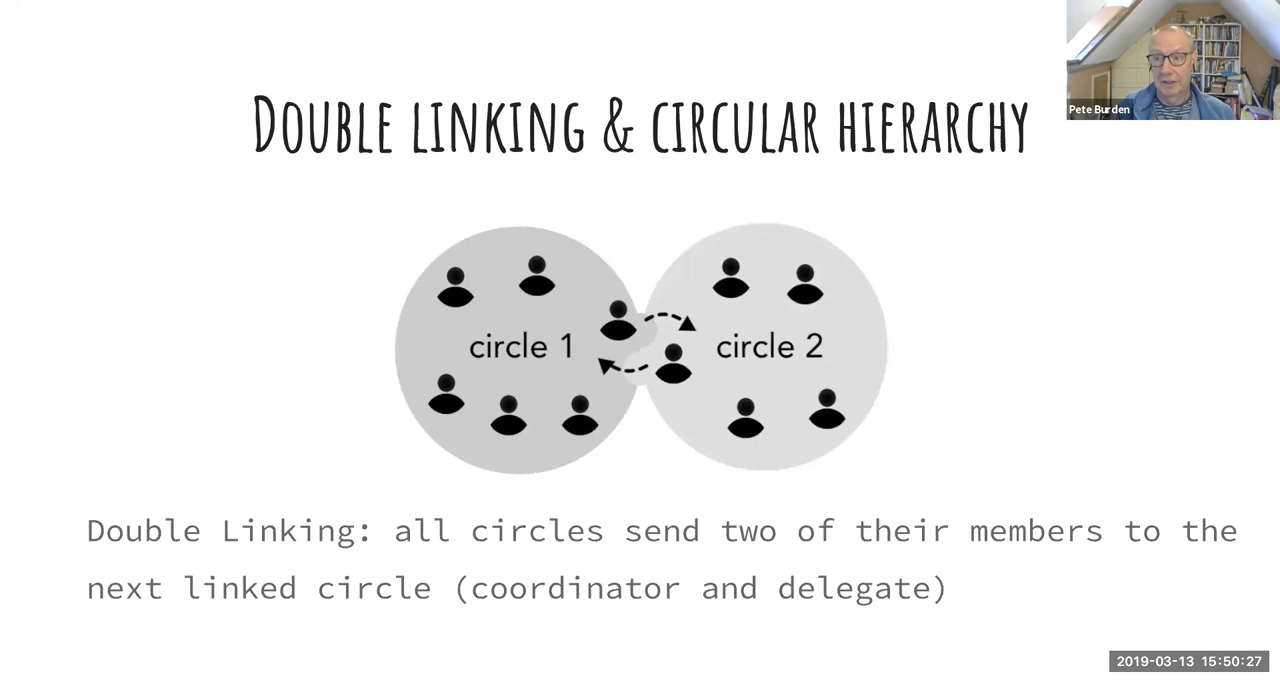 Pete Burden
DOUBLE LINKING & CIRCULAR HIERARCHY
circle 1
circle 2
Double Linking: all circles send two of their members to the
next linked circle (coordinator and delegate)
2019-03-13 15:50:27